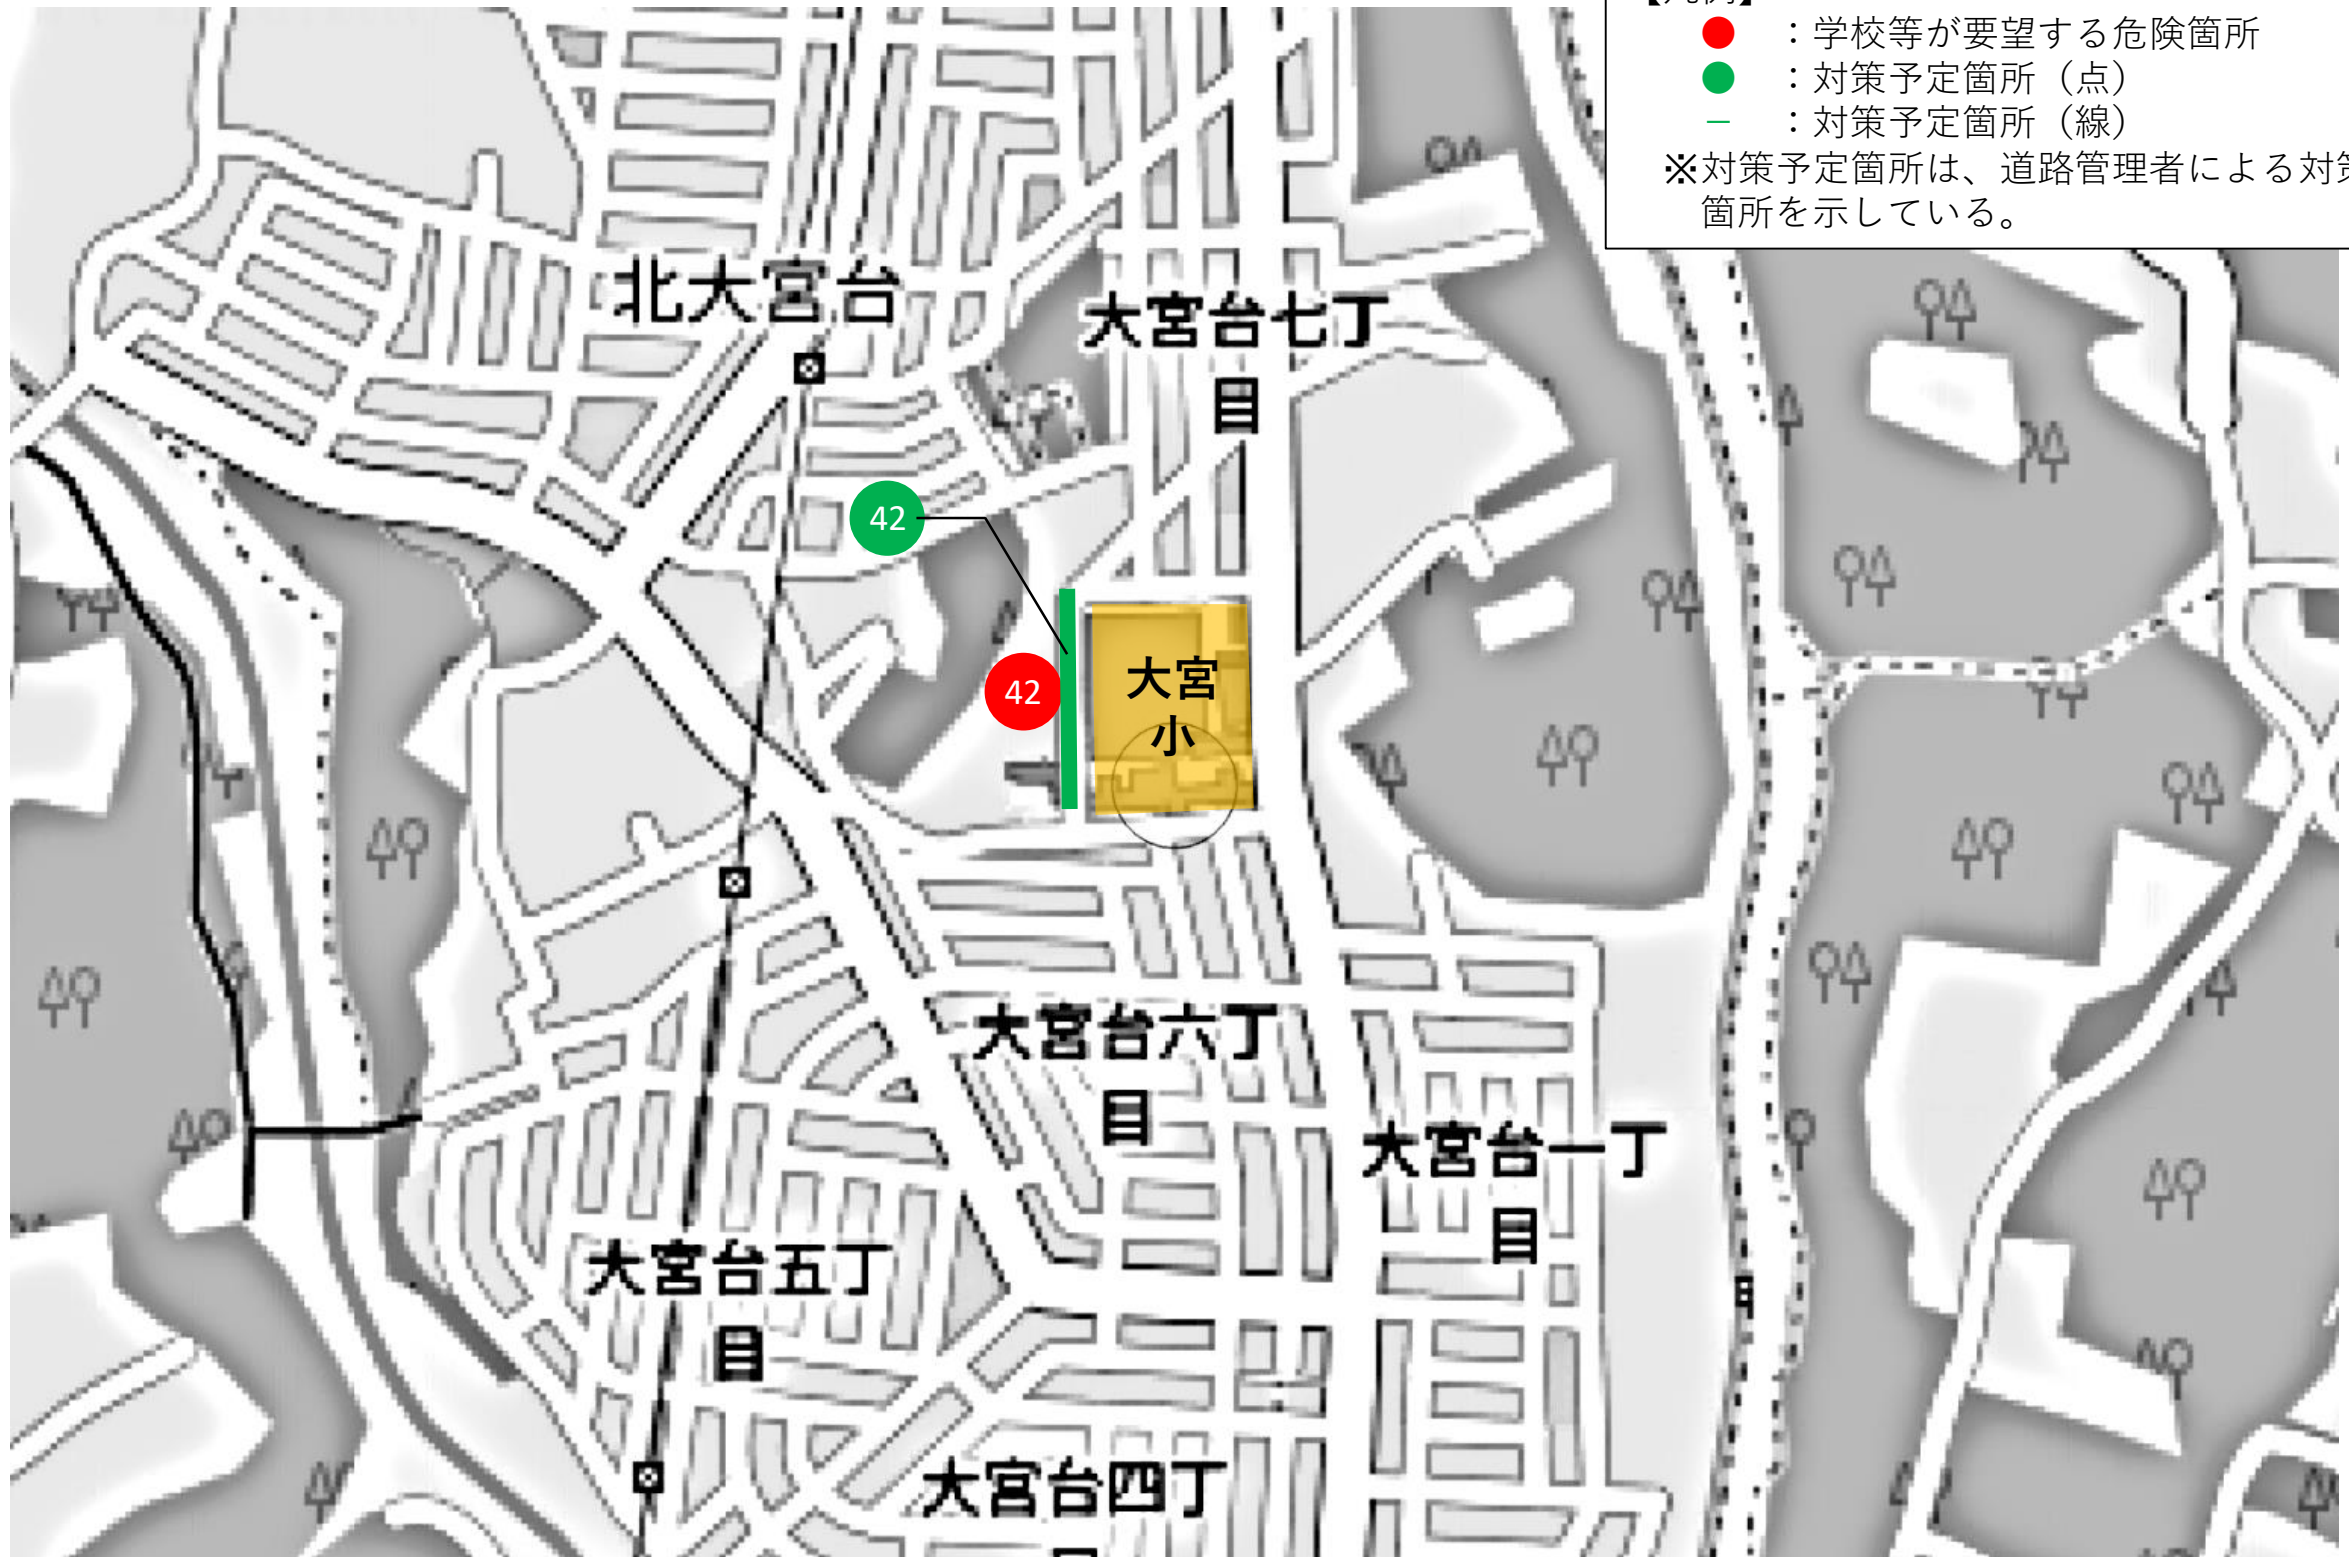 【凡例】
● ：学校等が要望する危険箇所
● ：対策予定箇所（点）
－ ：対策予定箇所（線）
※対策予定箇所は、道路管理者による対策
箇所を示している。
北大宮台
大宮台七丁
目
42
42
大宮
小
大宮台六丁
目
大宮台一丁
目
大宮台五丁
目
大宮台四丁